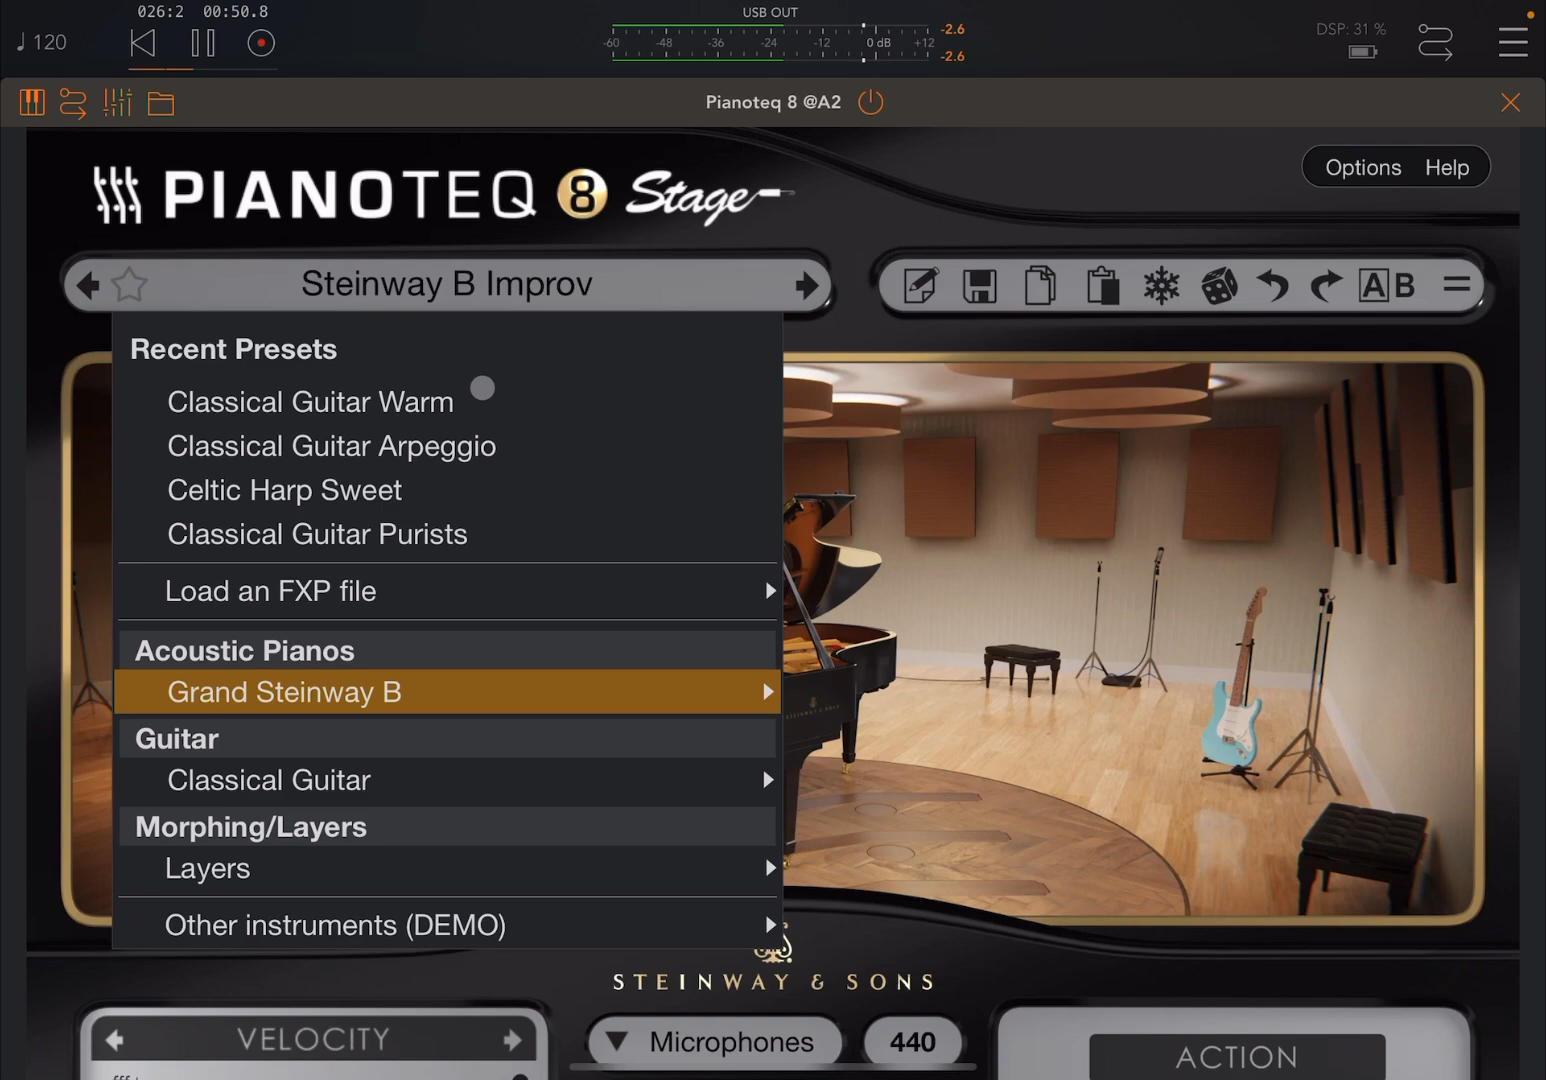 026:2 00:50.8
USB OUT
♩ 120
-60 -48 -36 -24 -12 0 dB +12
-2.6
-2.6
DSP: 31 %
Pianoteq 8 @A2
PIANOTEQ 8 Stage
Options Help
Steinway B Improv
A B
Recent Presets
Classical Guitar Warm
Classical Guitar Arpeggio
Celtic Harp Sweet
Classical Guitar Purists
Load an FXP file
Acoustic Pianos
Grand Steinway B
Guitar
Classical Guitar
Morphing/Layers
Layers
Other instruments (DEMO)
STEINWAY & SONS
VELOCITY
Microphones
440
ACTION